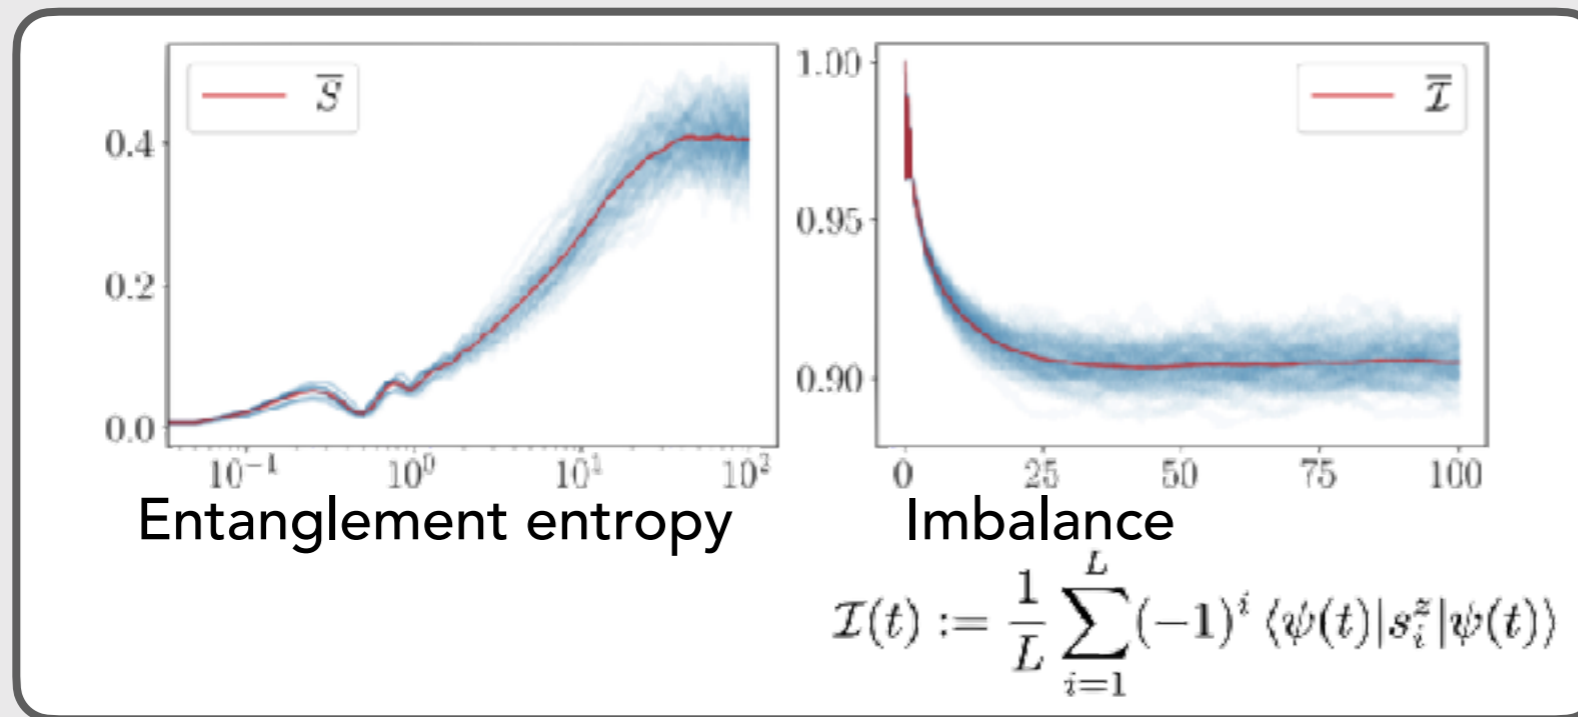 S̅
0.4
0.2
0.0
10⁻¹ 10⁰ 10¹ 10²
Entanglement entropy
ℐ̅
1.00
0.95
0.90
0 25 50 75 100
Imbalance
ℐ(t) := 1/L ∑_{i=1}^{L} (−1)^i ⟨ψ(t)|s_i^z|ψ(t)⟩